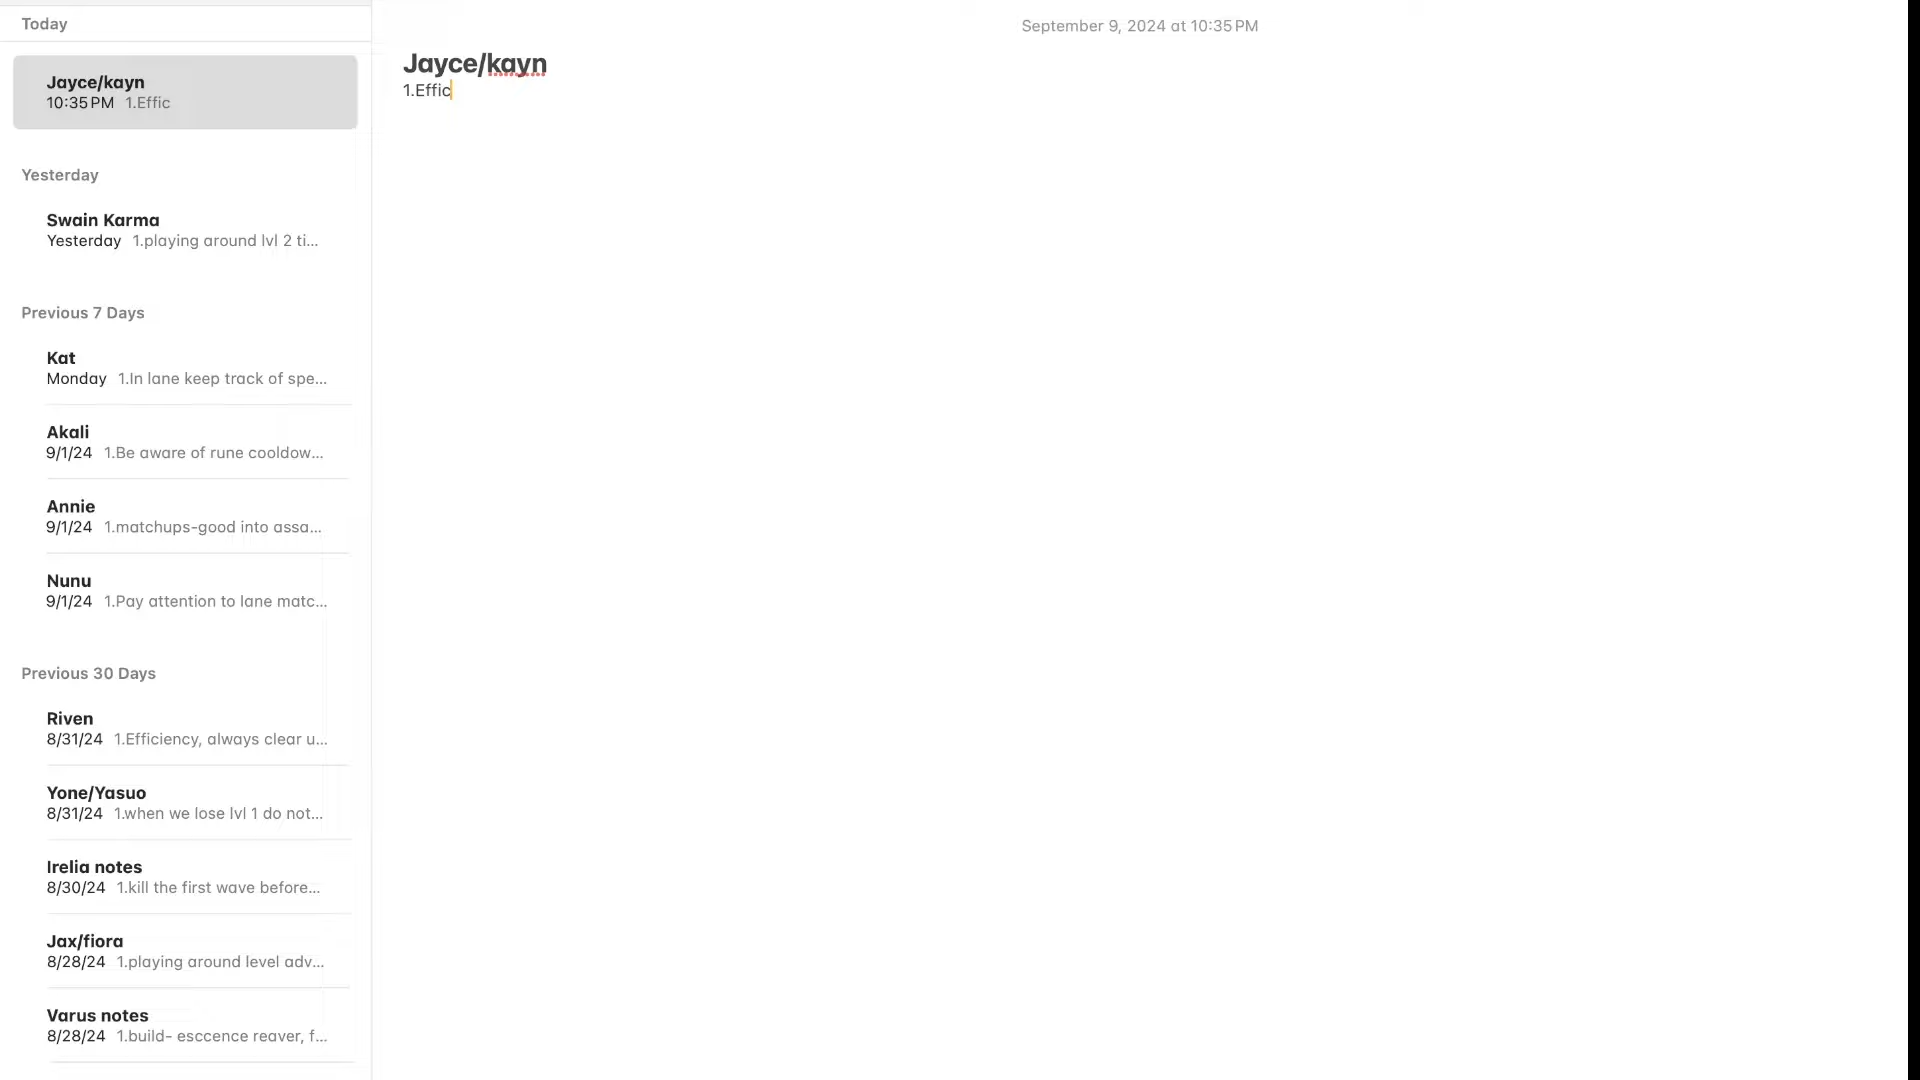 Today
Jayce/kayn
10:35 PM 1.Effic
Yesterday
Swain Karma
Yesterday 1.playing around lvl 2 ti...
Previous 7 Days
Kat
Monday 1.In lane keep track of spe...
Akali
9/1/24 1.Be aware of rune cooldow...
Annie
9/1/24 1.matchups-good into assa...
Nunu
9/1/24 1.Pay attention to lane matc...
Previous 30 Days
Riven
8/31/24 1.Efficiency, always clear u...
Yone/Yasuo
8/31/24 1.when we lose lvl 1 do not...
Irelia notes
8/30/24 1.kill the first wave before...
Jax/fiora
8/28/24 1.playing around level adv...
Varus notes
8/28/24 1.build- esccence reaver, f...
September 9, 2024 at 10:35 PM
Jayce/kayn
1.Effic